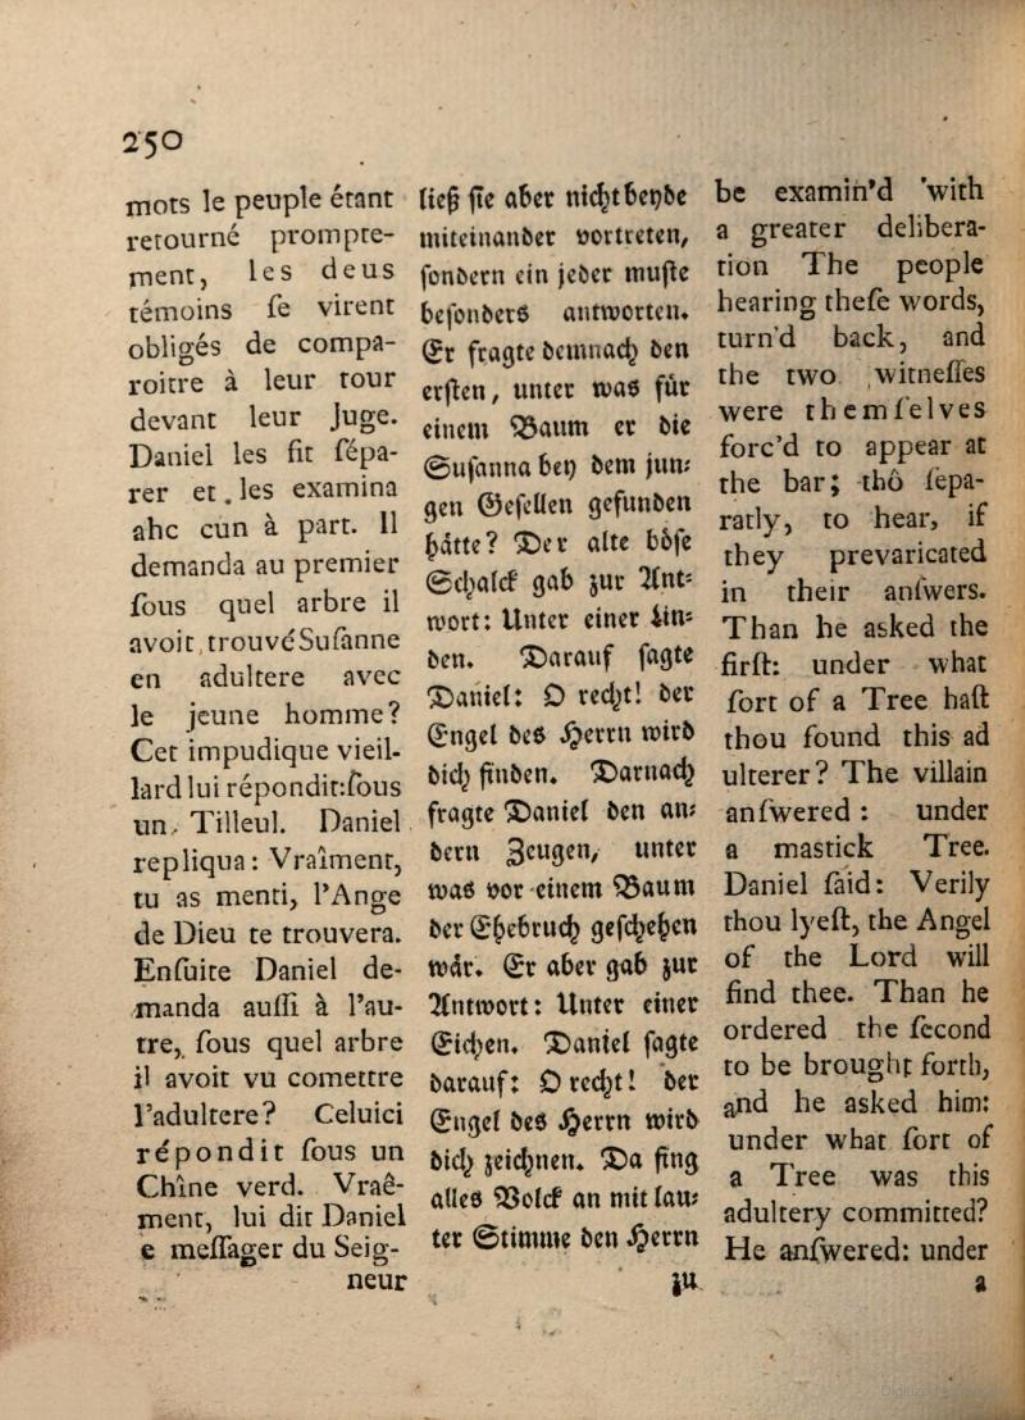 250
mots le peuple étant
retourné prompte-
ment, les deus
témoins ſe virent
obligés de compa-
roitre à leur tour
devant leur Juge.
Daniel les fit ſépa-
rer et les examina
ahc cun à part. Il
demanda au premier
ſous quel arbre il
avoit trouvé Suſanne
en adultere avec
le jeune homme?
Cet impudique vieil-
lard lui répondit: ſous
un Tilleul. Daniel
repliqua: Vraîment,
tu as menti, l'Ange
de Dieu te trouvera.
Enſuite Daniel de-
manda auſſi à l'au-
tre, ſous quel arbre
il avoit vu comettre
l'adultere? Celuici
répondit ſous un
Chîne verd. Vraê-
ment, lui dit Daniel
e meſſager du Seig-
neur
ließ ſie aber nicht beyde
miteinander vortreten,
ſondern ein jeder muſte
beſonders antworten.
Er fragte demnach den
erſten, unter was für
einem Baum er die
Suſanna bey dem jun⸗
gen Geſellen gefunden
hätte? Der alte böſe
Schalck gab zur Ant⸗
wort: Unter einer Lin⸗
den. Darauf ſagte
Daniel: O recht! der
Engel des Herrn wird
dich finden. Darnach
fragte Daniel den an⸗
dern Zeugen, unter
was vor einem Baum
der Ehebruch geſchehen
wär. Er aber gab zur
Antwort: Unter einer
Eichen. Daniel ſagte
darauf: O recht! der
Engel des Herrn wird
dich zeichnen. Da fing
alles Volck an mit lau⸗
ter Stimme den Herrn
zu
be examin'd with
a greater delibera-
tion The people
hearing theſe words,
turn'd back, and
the two witneſſes
were themſelves
forc'd to appear at
the bar; thô ſepa-
ratly, to hear, if
they prevaricated
in their anſwers.
Than he asked the
firſt: under what
ſort of a Tree haſt
thou found this ad
ulterer? The villain
anſwered: under
a mastick Tree.
Daniel ſaid: Verily
thou lyeſt, the Angel
of the Lord will
find thee. Than he
ordered the ſecond
to be brought forth,
and he asked him:
under what ſort of
a Tree was this
adultery committed?
He anſwered: under
a